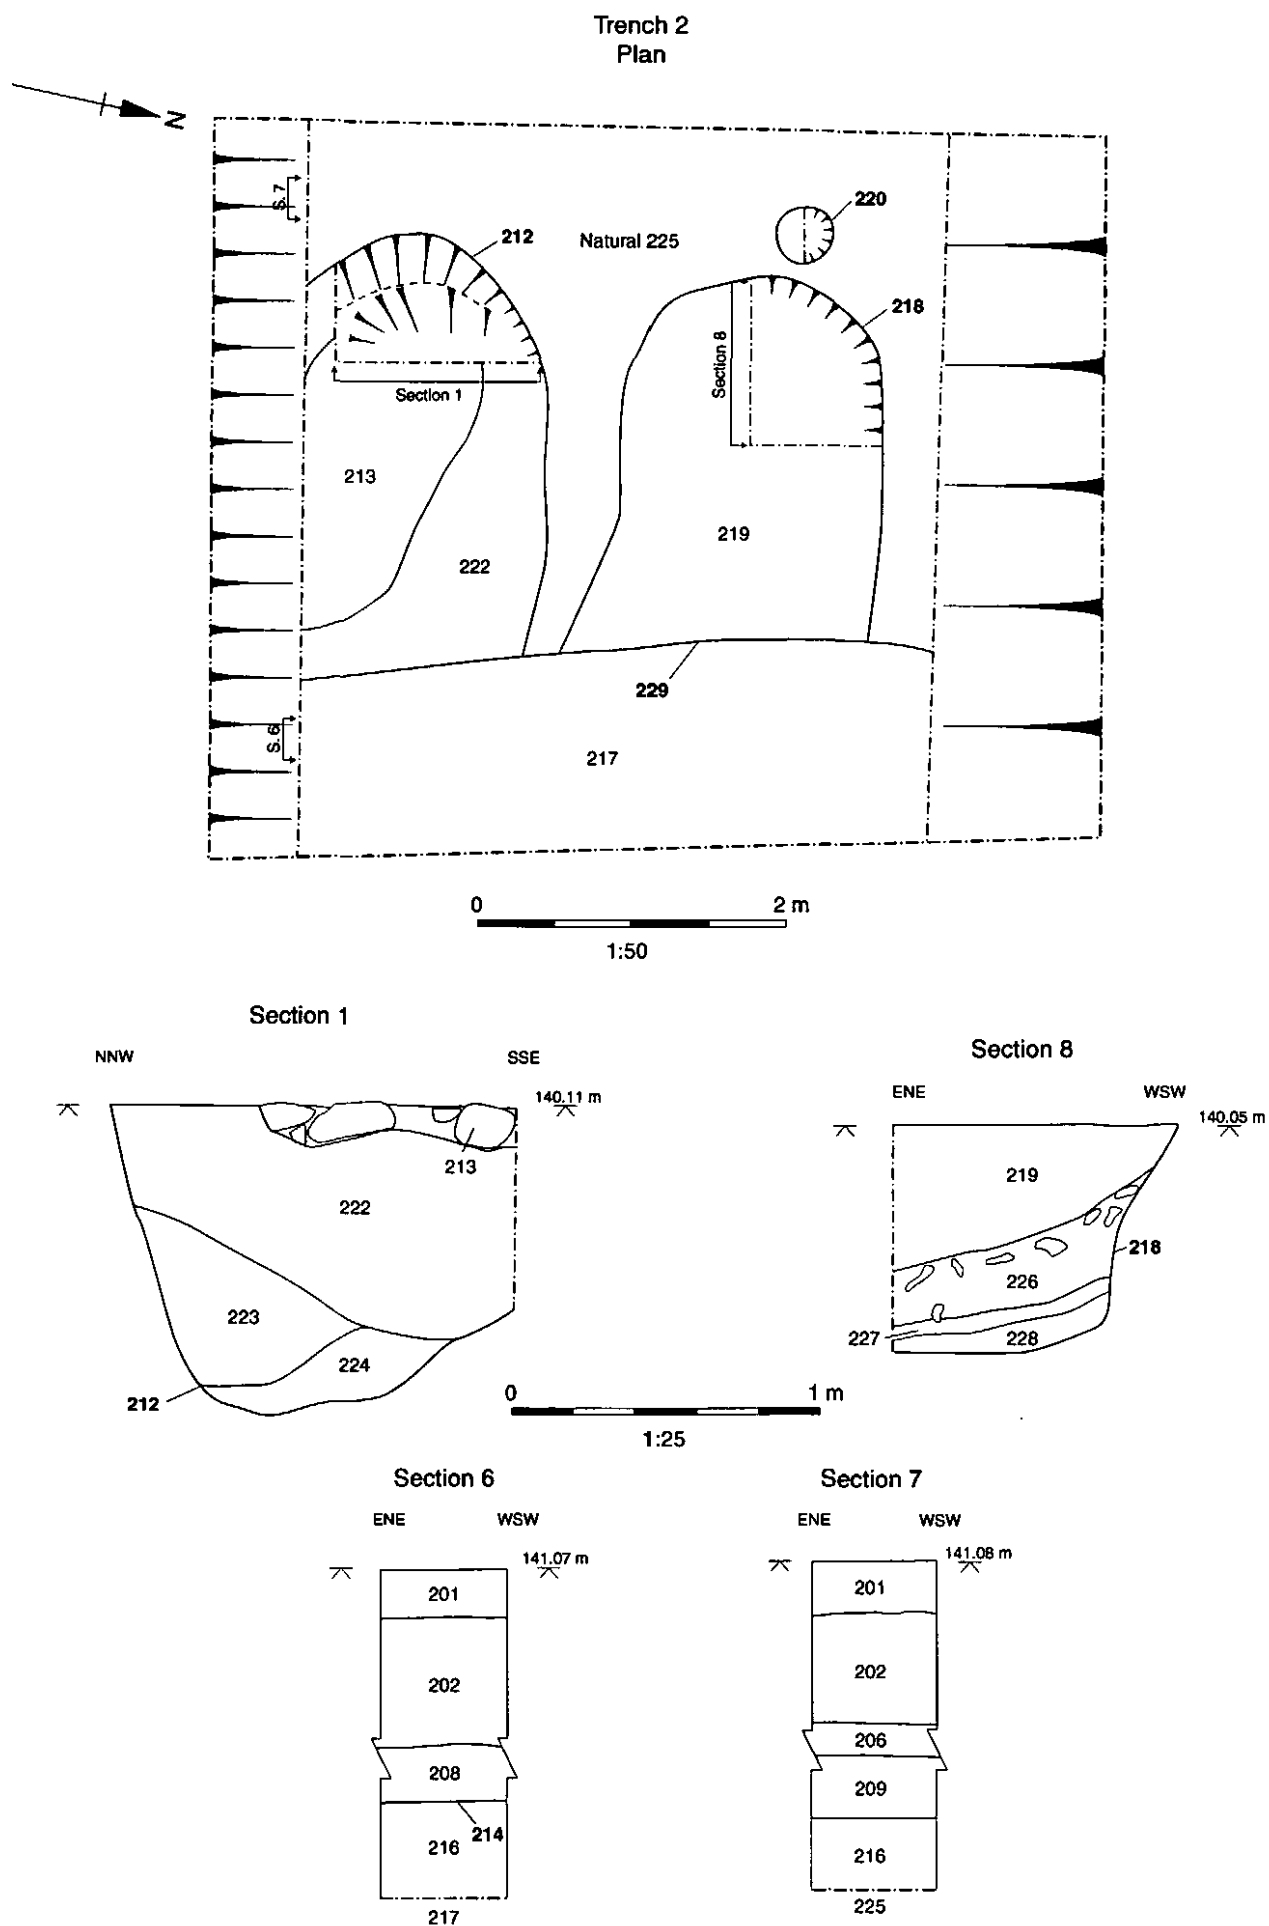 Trench 2
Plan
N
S. 7
220
212
Natural 225
218
Section 8
Section 1
213
219
222
229
S. 6
217
0 2 m
1:50
Section 1
NNW SSE
140.11 m
213
222
223
224
212
Section 8
ENE WSW
140.05 m
219
218
226
227
228
0 1 m
1:25
Section 6
ENE WSW
141.07 m
201
202
208
214
216
217
Section 7
ENE WSW
141.08 m
201
202
206
209
216
225